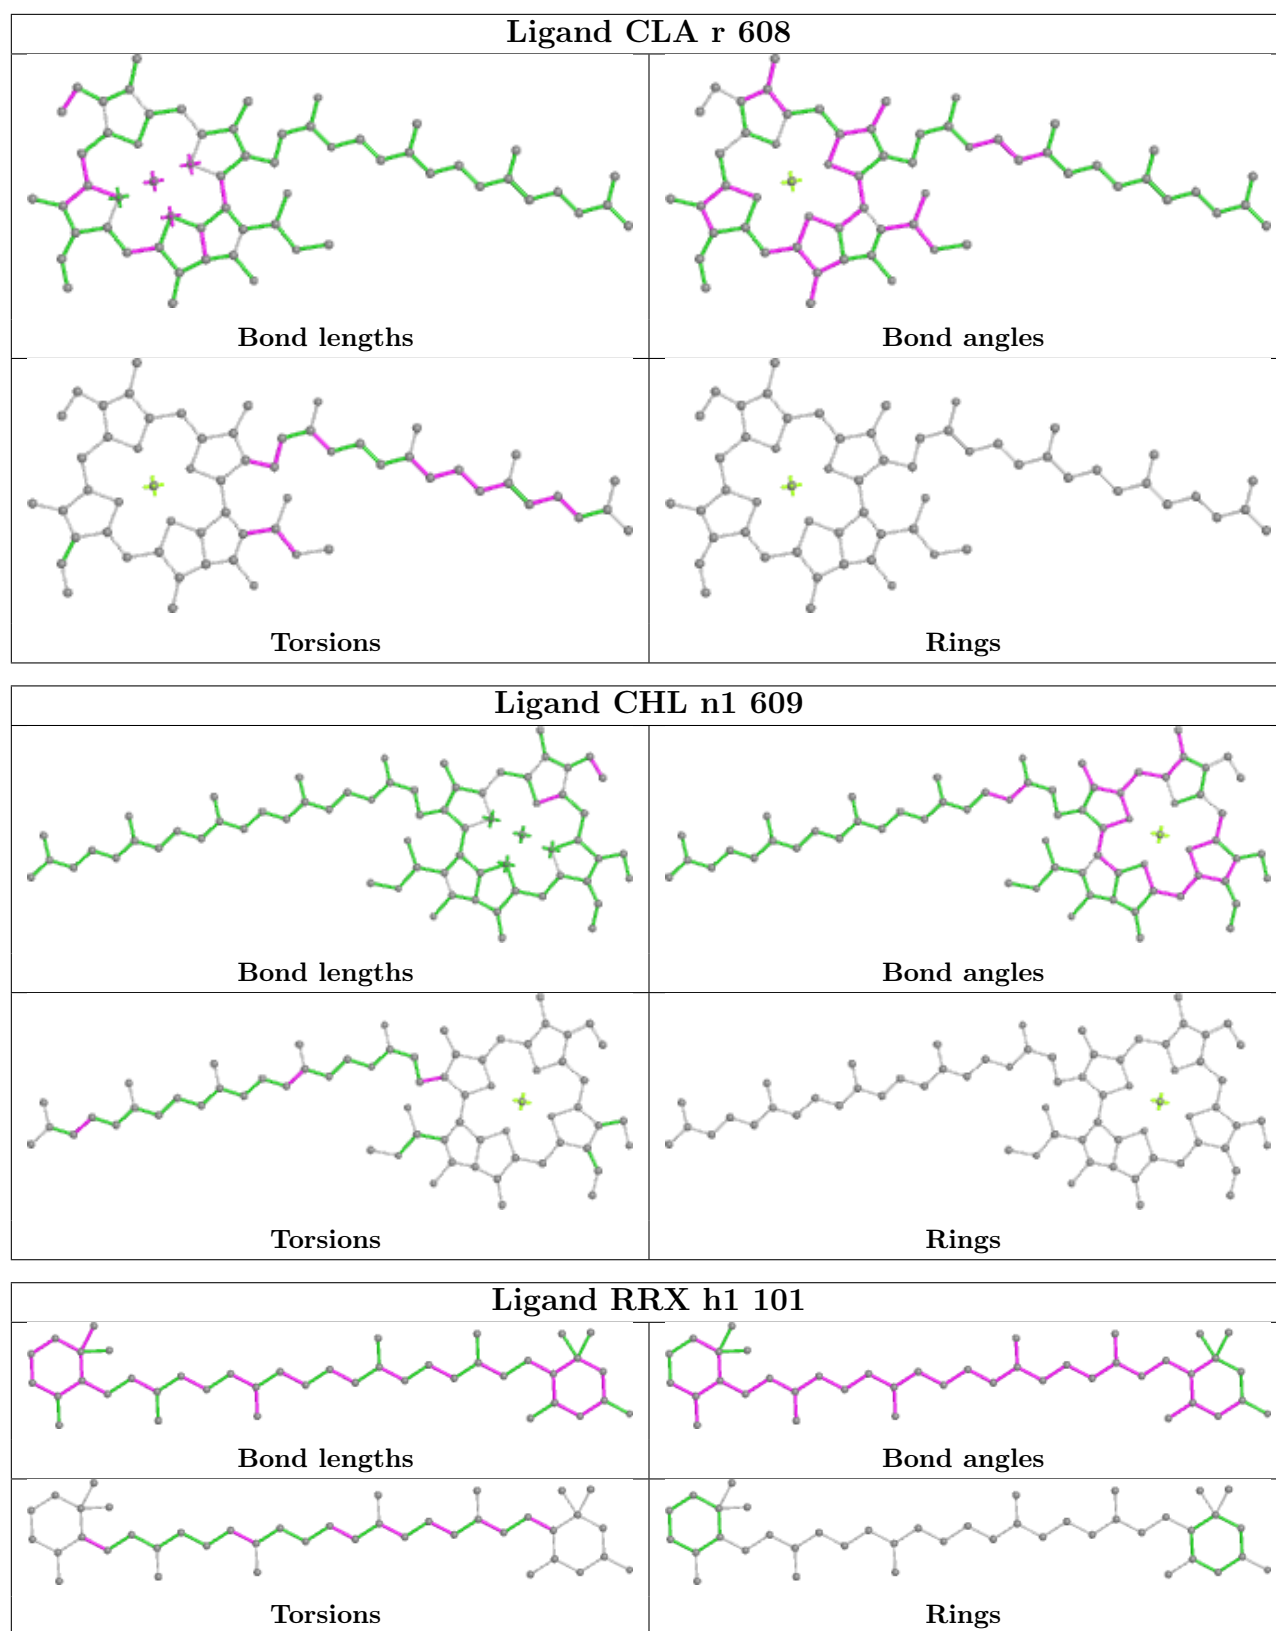 Ligand CLA r 608
Bond lengths
Bond angles
Torsions
Rings
Ligand CHL n1 609
Bond lengths
Bond angles
Torsions
Rings
Ligand RRX h1 101
Bond lengths
Bond angles
Torsions
Rings